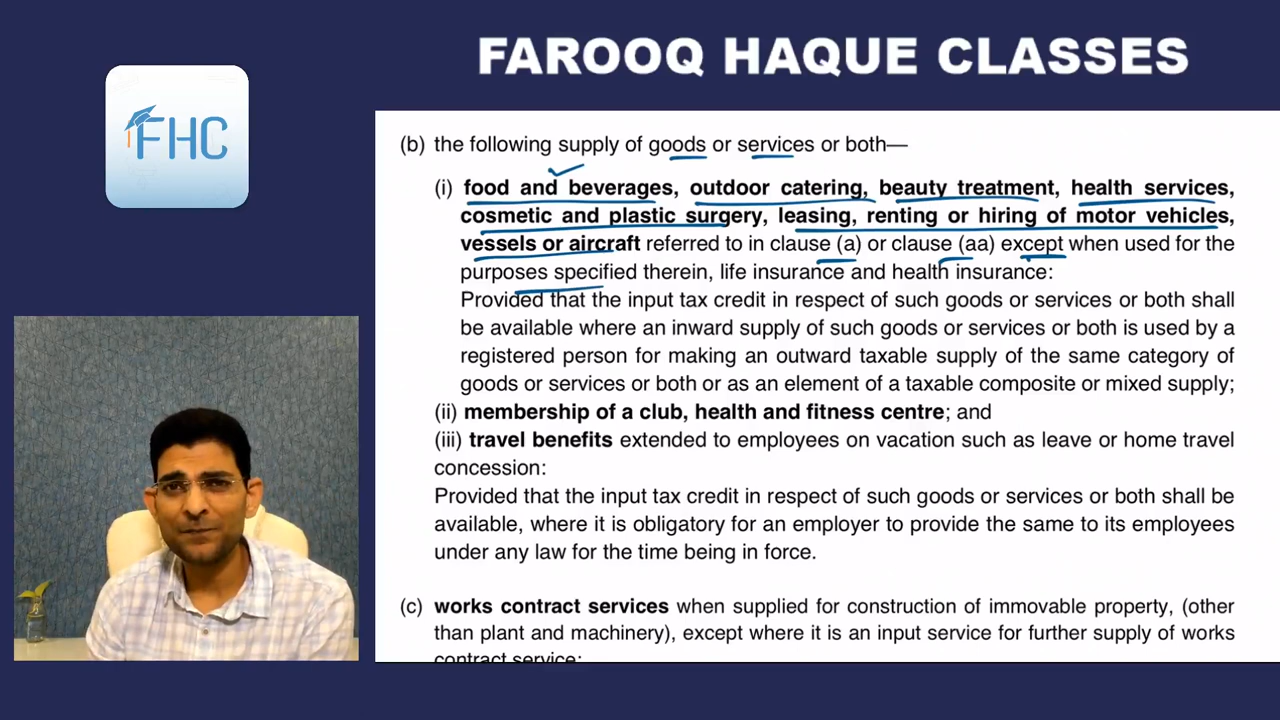 FAROOQ HAQUE CLASSES
FHC
(b) the following supply of goods or services or both—
(i) food and beverages, outdoor catering, beauty treatment, health services,
cosmetic and plastic surgery, leasing, renting or hiring of motor vehicles,
vessels or aircraft referred to in clause (a) or clause (aa) except when used for the
purposes specified therein, life insurance and health insurance:
Provided that the input tax credit in respect of such goods or services or both shall
be available where an inward supply of such goods or services or both is used by a
registered person for making an outward taxable supply of the same category of
goods or services or both or as an element of a taxable composite or mixed supply;
(ii) membership of a club, health and fitness centre; and
(iii) travel benefits extended to employees on vacation such as leave or home travel
concession:
Provided that the input tax credit in respect of such goods or services or both shall be
available, where it is obligatory for an employer to provide the same to its employees
under any law for the time being in force.
(c) works contract services when supplied for construction of immovable property, (other
than plant and machinery), except where it is an input service for further supply of works
contract service;